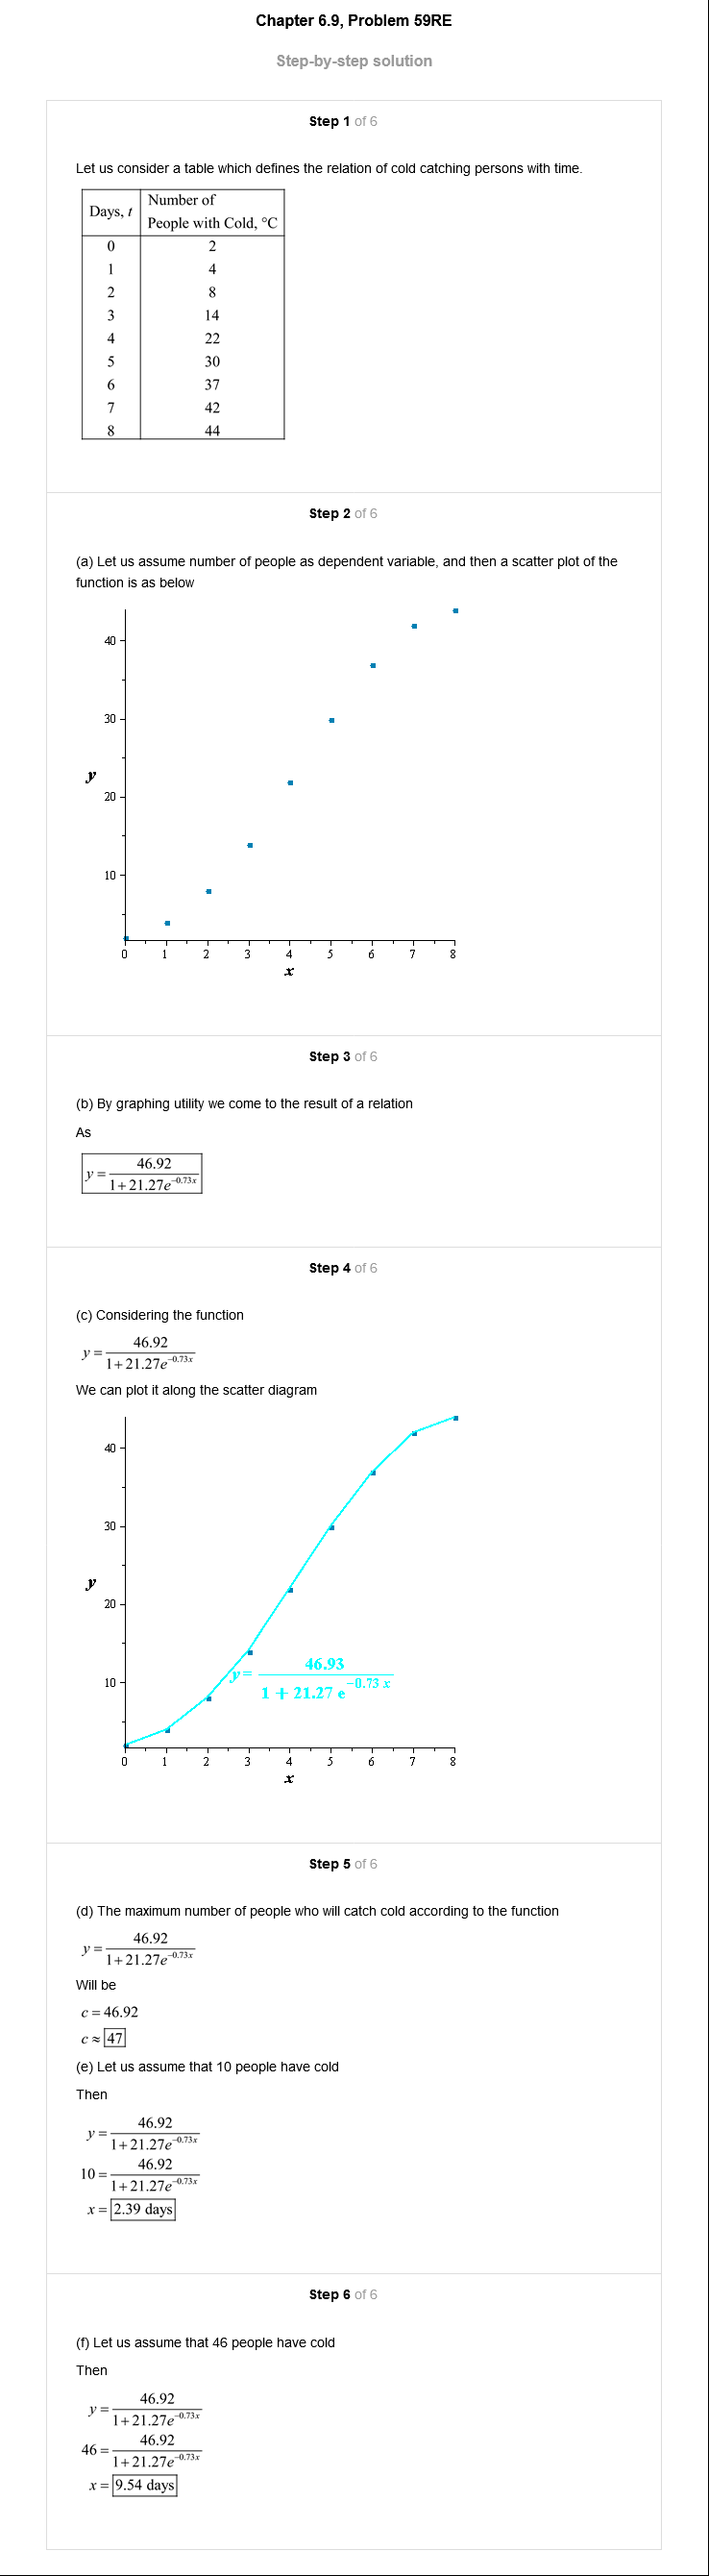 Chapter 6.9, Problem 59RE
Step-by-step solution
Step 1 of 6
Let us consider a table which defines the relation of cold catching persons with time.
Days, t | Number of
People with Cold, °C
0 2
1 4
2 8
3 14
4 22
5 30
6 37
7 42
8 44
Step 2 of 6
(a) Let us assume number of people as dependent variable, and then a scatter plot of the
function is as below
40
30
y
20
10
0 1 2 3 4 5 6 7 8
x
Step 3 of 6
(b) By graphing utility we come to the result of a relation
As
y = 46.92 / (1+21.27e^{-0.73x})
Step 4 of 6
(c) Considering the function
y = 46.92 / (1+21.27e^{-0.73x})
We can plot it along the scatter diagram
40
30
y
20
y = 46.93 / (1 + 21.27 e^{-0.73 x})
10
0 1 2 3 4 5 6 7 8
x
Step 5 of 6
(d) The maximum number of people who will catch cold according to the function
y = 46.92 / (1+21.27e^{-0.73x})
Will be
c = 46.92
c ≈ 47
(e) Let us assume that 10 people have cold
Then
y = 46.92 / (1+21.27e^{-0.73x})
10 = 46.92 / (1+21.27e^{-0.73x})
x = 2.39 days
Step 6 of 6
(f) Let us assume that 46 people have cold
Then
y = 46.92 / (1+21.27e^{-0.73x})
46 = 46.92 / (1+21.27e^{-0.73x})
x = 9.54 days